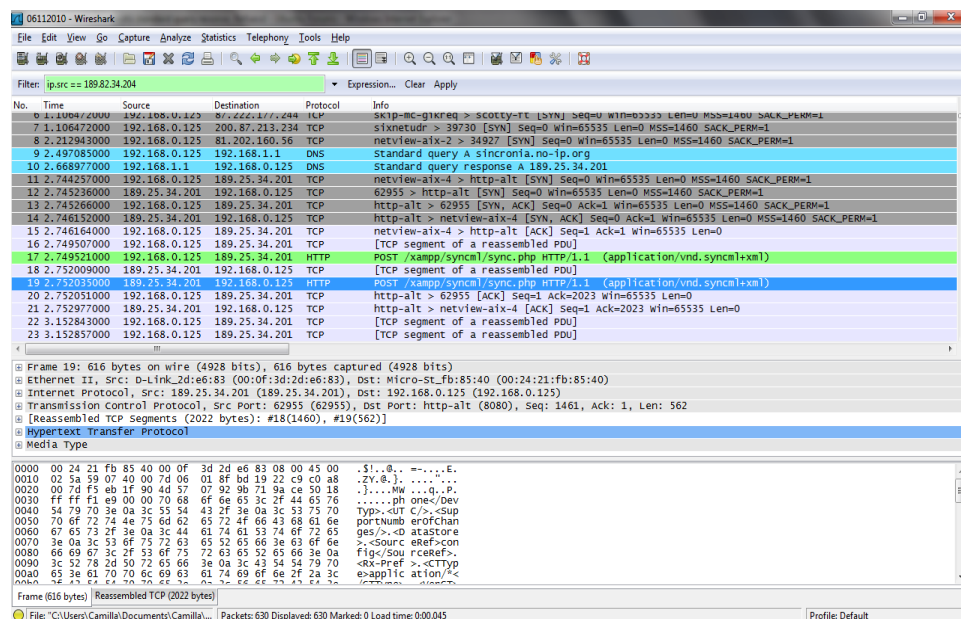 06112010 - Wireshark
File Edit View Go Capture Analyze Statistics Telephony Tools Help
Filter: ip.src == 189.82.34.204 Expression... Clear Apply
No. Time Source Destination Protocol Info
6 1.106472000 192.168.0.125 87.222.177.244 TCP skip-mc-gikreq > scotty-ft [SYN] Seq=0 Win=65535 Len=0 MSS=1460 SACK_PERM=1
7 1.106472000 192.168.0.125 200.87.213.234 TCP sixnetudr > 39730 [SYN] Seq=0 Win=65535 Len=0 MSS=1460 SACK_PERM=1
8 2.212943000 192.168.0.125 81.202.160.56 TCP netview-aix-2 > 34927 [SYN] Seq=0 Win=65535 Len=0 MSS=1460 SACK_PERM=1
9 2.497085000 192.168.0.125 192.168.1.1 DNS Standard query A sincronia.no-ip.org
10 2.668977000 192.168.1.1 192.168.0.125 DNS Standard query response A 189.25.34.201
11 2.744257000 192.168.0.125 189.25.34.201 TCP netview-aix-4 > http-alt [SYN] Seq=0 Win=65535 Len=0 MSS=1460 SACK_PERM=1
12 2.745236000 189.25.34.201 192.168.0.125 TCP 62955 > http-alt [SYN] Seq=0 Win=65535 Len=0 MSS=1460 SACK_PERM=1
13 2.745266000 192.168.0.125 189.25.34.201 TCP http-alt > 62955 [SYN, ACK] Seq=0 Ack=1 Win=65535 Len=0 MSS=1460 SACK_PERM=1
14 2.746152000 189.25.34.201 192.168.0.125 TCP http-alt > netview-aix-4 [SYN, ACK] Seq=0 Ack=1 Win=65535 Len=0 MSS=1460 SACK_PERM=1
15 2.746164000 192.168.0.125 189.25.34.201 TCP netview-aix-4 > http-alt [ACK] Seq=1 Ack=1 Win=65535 Len=0
16 2.749507000 192.168.0.125 189.25.34.201 TCP [TCP segment of a reassembled PDU]
17 2.749521000 192.168.0.125 189.25.34.201 HTTP POST /xampp/syncml/sync.php HTTP/1.1 (application/vnd.syncml+xml)
18 2.752009000 189.25.34.201 192.168.0.125 TCP [TCP segment of a reassembled PDU]
19 2.752035000 189.25.34.201 192.168.0.125 HTTP POST /xampp/syncml/sync.php HTTP/1.1 (application/vnd.syncml+xml)
20 2.752051000 192.168.0.125 189.25.34.201 TCP http-alt > 62955 [ACK] Seq=1 Ack=2023 Win=65535 Len=0
21 2.752977000 189.25.34.201 192.168.0.125 TCP http-alt > netview-aix-4 [ACK] Seq=1 Ack=2023 Win=65535 Len=0
22 3.152843000 192.168.0.125 189.25.34.201 TCP [TCP segment of a reassembled PDU]
23 3.152857000 192.168.0.125 189.25.34.201 TCP [TCP segment of a reassembled PDU]
Frame 19: 616 bytes on wire (4928 bits), 616 bytes captured (4928 bits)
Ethernet II, Src: D-Link_2d:e6:83 (00:0f:3d:2d:e6:83), Dst: Micro-St_fb:85:40 (00:24:21:fb:85:40)
Internet Protocol, Src: 189.25.34.201 (189.25.34.201), Dst: 192.168.0.125 (192.168.0.125)
Transmission Control Protocol, Src Port: 62955 (62955), Dst Port: http-alt (8080), Seq: 1461, Ack: 1, Len: 562
[Reassembled TCP Segments (2022 bytes): #18(1460), #19(562)]
Hypertext Transfer Protocol
Media Type
0000 00 24 21 fb 85 40 00 0f 3d 2d e6 83 08 00 45 00 .$!..@.. =-....E.
0010 02 5a 59 07 40 00 7d 06 01 8f bd 19 22 c9 c0 a8 .ZY.@.}. ...."...
0020 00 7d f5 eb 1f 90 4d 57 07 92 9b 71 9a ce 50 18 .}....MW ...q..P.
0030 ff ff f1 e9 00 00 70 68 6f 6e 65 3c 2f 44 65 76 ......ph one</Dev
0040 54 79 70 3e 0a 3c 55 54 43 2f 3e 0a 3c 53 75 70 Typ>.<UT C/>.<Sup
0050 70 6f 72 74 4e 75 6d 62 65 72 4f 66 43 68 61 6e portNumb erOfChan
0060 67 65 73 2f 3e 0a 3c 44 61 74 61 53 74 6f 72 65 ges/>.<D ataStore
0070 3e 0a 3c 53 6f 75 72 63 65 52 65 66 3e 63 6f 6e >.<Sourc eRef>con
0080 66 69 67 3c 2f 53 6f 75 72 63 65 52 65 66 3e 0a fig</Sou rceRef>.
0090 3c 52 78 2d 50 72 65 66 3e 0a 3c 43 54 54 79 70 <Rx-Pref >.<CTTyp
00a0 65 3e 61 70 70 6c 69 63 61 74 69 6f 6e 2f 2a 3c e>applic ation/*<
Frame (616 bytes) Reassembled TCP (2022 bytes)
File: "C:\Users\Camilla\Documents\Camilla\... Packets: 630 Displayed: 630 Marked: 0 Load time: 0:00.045 Profile: Default